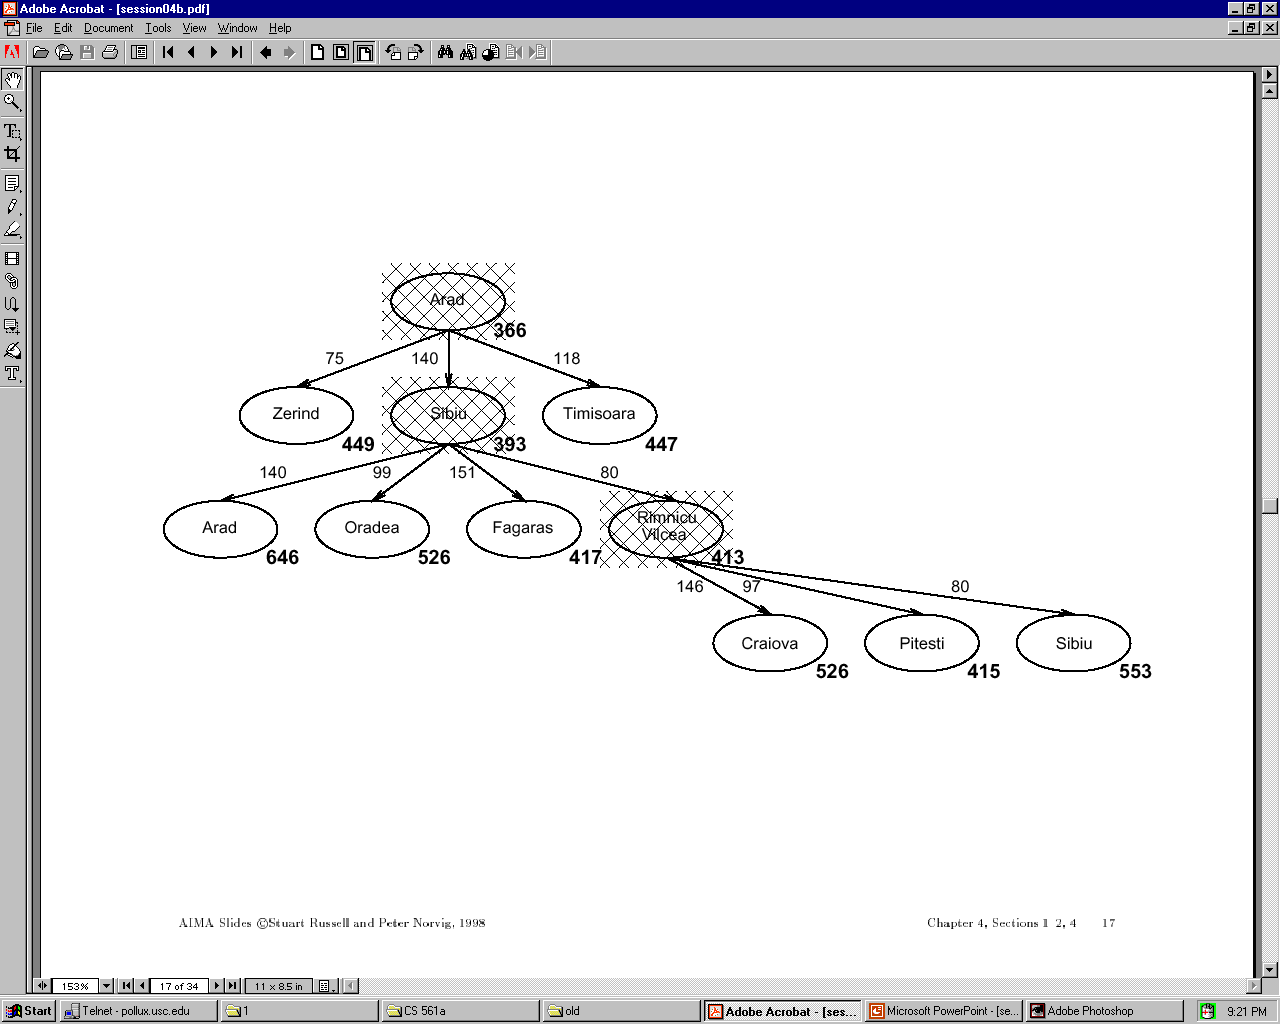 Adobe Acrobat - [session04b.pdf]
File Edit Document Tools View Window Help
Arad
366
75 140 118
Zerind Sibiu Timisoara
449 393 447
140 99 151 80
Arad Oradea Fagaras Rimnicu
Vilcea
646 526 417 413
146 97 80
Craiova Pitesti Sibiu
526 415 553
AIMA Slides ©Stuart Russell and Peter Norvig, 1998 Chapter 4, Sections 1 2, 4 17
153% 17 of 34 11 x 8.5 in
Start Telnet - pollux.usc.edu 1 CS 561a old Adobe Acrobat - [ses... Microsoft PowerPoint - [se... Adobe Photoshop 9:21 PM